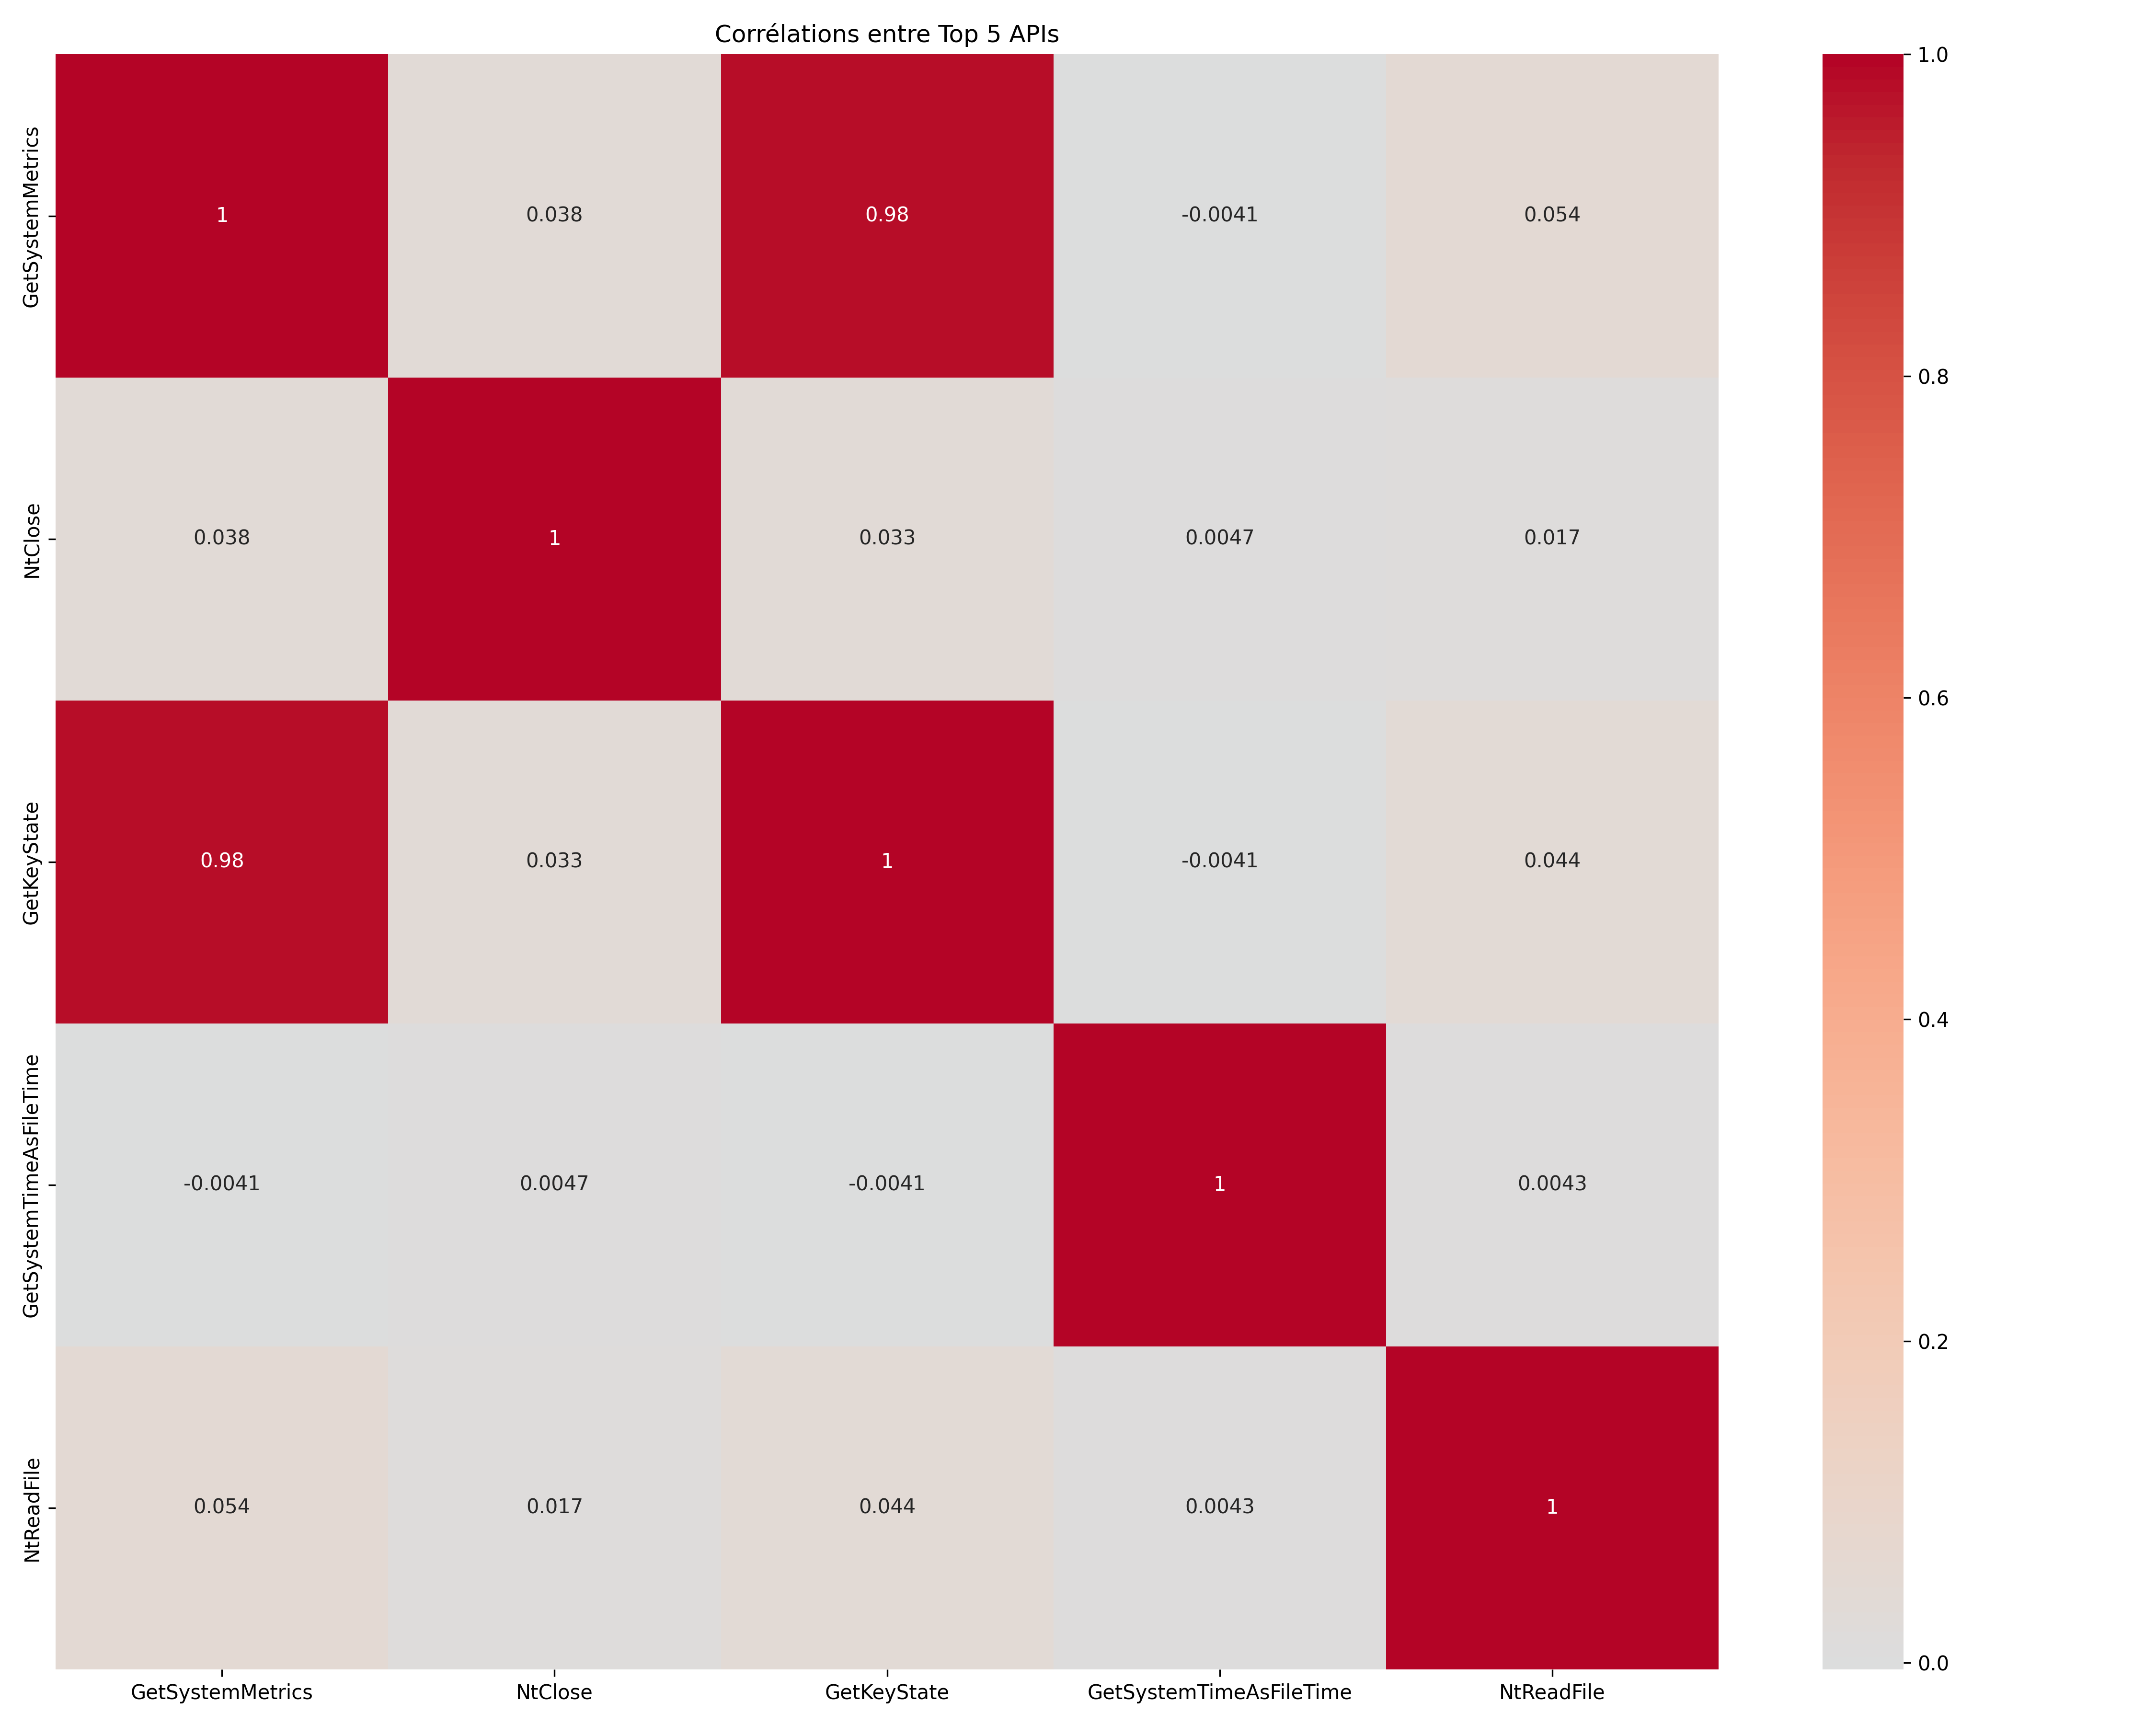 Corrélations entre Top 5 APIs
GetSystemMetrics
1
0.038
0.98
-0.0041
0.054
NtClose
0.038
1
0.033
0.0047
0.017
GetKeyState
0.98
0.033
1
-0.0041
0.044
GetSystemTimeAsFileTime
-0.0041
0.0047
-0.0041
1
0.0043
NtReadFile
0.054
0.017
0.044
0.0043
1
GetSystemMetrics
NtClose
GetKeyState
GetSystemTimeAsFileTime
NtReadFile
1.0
0.8
0.6
0.4
0.2
0.0